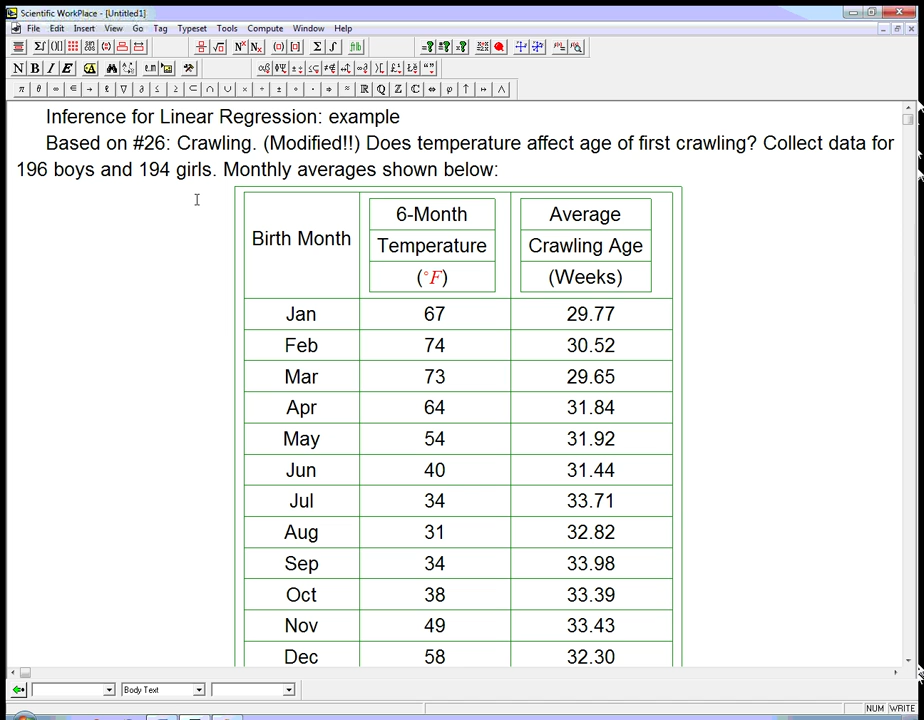 Scientific WorkPlace - [Untitled1]
File Edit Insert View Go Tag Typeset Tools Compute Window Help
Inference for Linear Regression: example
Based on #26: Crawling. (Modified!!) Does temperature affect age of first crawling? Collect data for
196 boys and 194 girls. Monthly averages shown below:
Birth Month 6-Month Temperature (°F) Average Crawling Age (Weeks)
Jan 67 29.77
Feb 74 30.52
Mar 73 29.65
Apr 64 31.84
May 54 31.92
Jun 40 31.44
Jul 34 33.71
Aug 31 32.82
Sep 34 33.98
Oct 38 33.39
Nov 49 33.43
Dec 58 32.30
Body Text
NUM WRITE